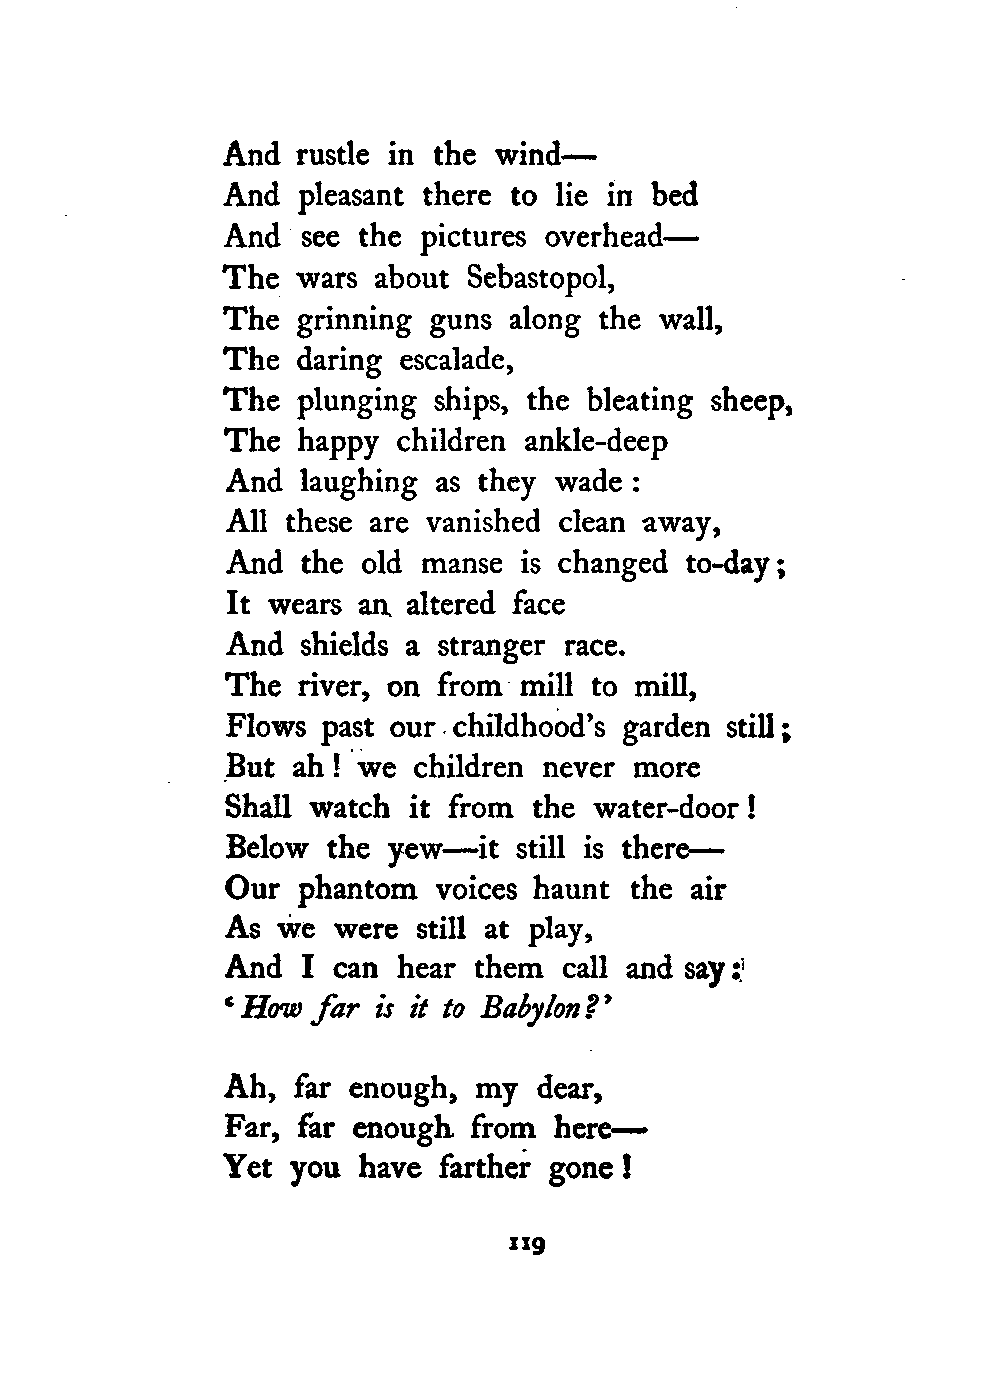 And rustle in the wind—
And pleasant there to lie in bed
And see the pictures overhead—
The wars about Sebastopol,
The grinning guns along the wall,
The daring escalade,
The plunging ships, the bleating sheep,
The happy children ankle-deep
And laughing as they wade :
All these are vanished clean away,
And the old manse is changed to-day ;
It wears an altered face
And shields a stranger race.
The river, on from mill to mill,
Flows past our childhood's garden still ;
But ah ! we children never more
Shall watch it from the water-door !
Below the yew—it still is there—
Our phantom voices haunt the air
As we were still at play,
And I can hear them call and say :
‘ How far is it to Babylon ? ’
Ah, far enough, my dear,
Far, far enough from here—
Yet you have farther gone !
119